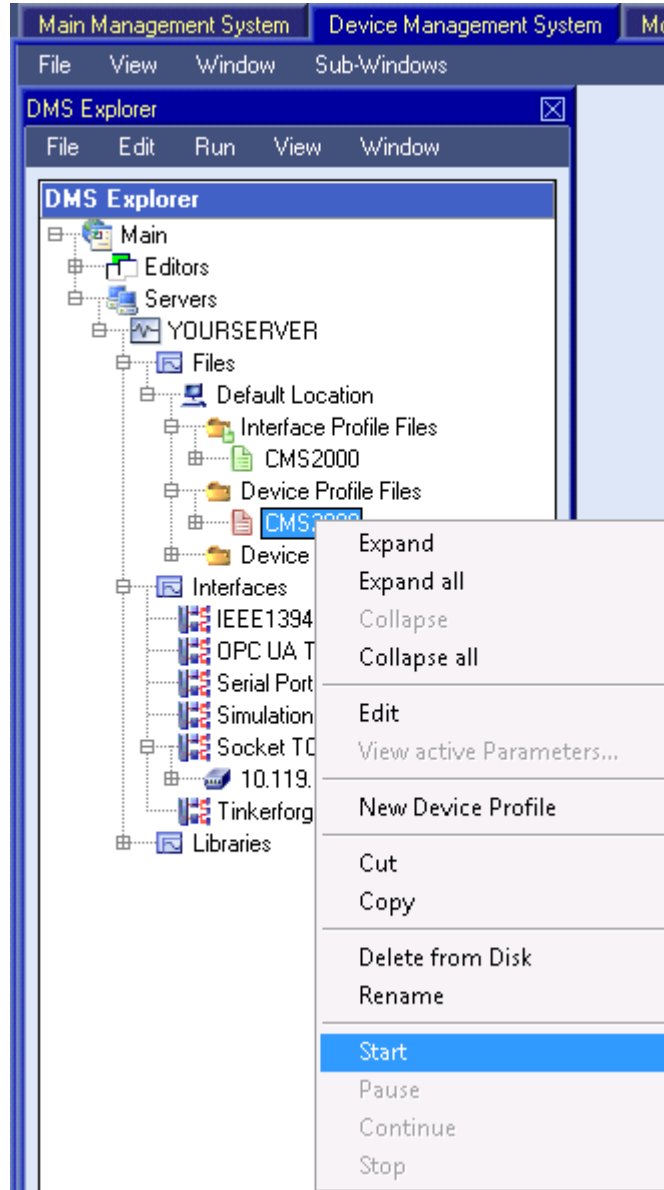 Main Management System Device Management System
File View Window Sub-Windows
DMS Explorer
File Edit Run View Window
DMS Explorer
Main
Editors
Servers
YOURSERVER
Files
Default Location
Interface Profile Files
CMS2000
Device Profile Files
CMS2000
Device
Interfaces
IEEE1394
OPC UA T
Serial Port
Simulation
Socket TC
10.119.
Tinkerforg
Libraries
Expand
Expand all
Collapse
Collapse all
Edit
View active Parameters...
New Device Profile
Cut
Copy
Delete from Disk
Rename
Start
Pause
Continue
Stop